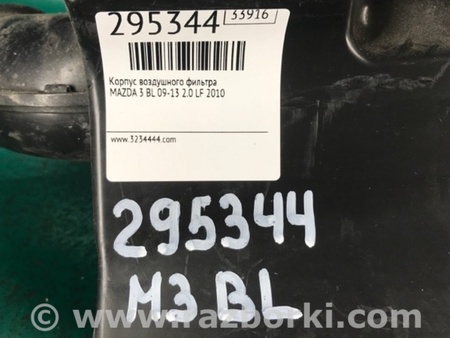 295344 33916
Корпус воздушного фильтра
MAZDA 3 BL 09-13 2.0 LF 2010
www.3234444.com
295344
M3 BL
© www.razborki.com